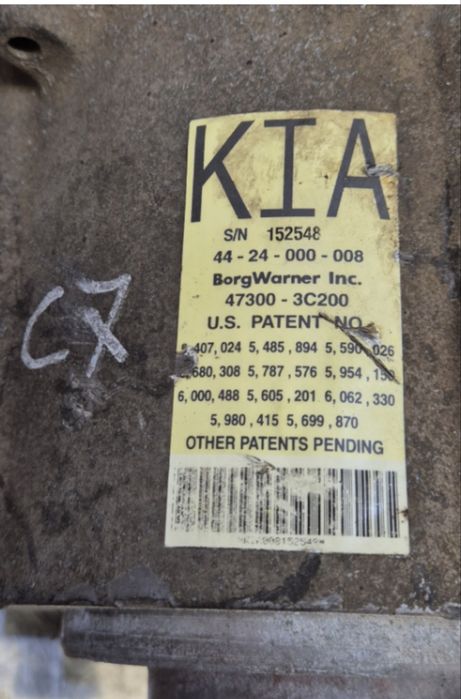 KIA
S/N 152548
44-24-000-008
BorgWarner Inc.
47300-3C200
U.S. PATENT NO.
407,024 5,485,894 5,590,026
680,308 5,787,576 5,954,
6,000,488 5,605,201 6,062,330
5,980,415 5,699,870
OTHER PATENTS PENDING
C7